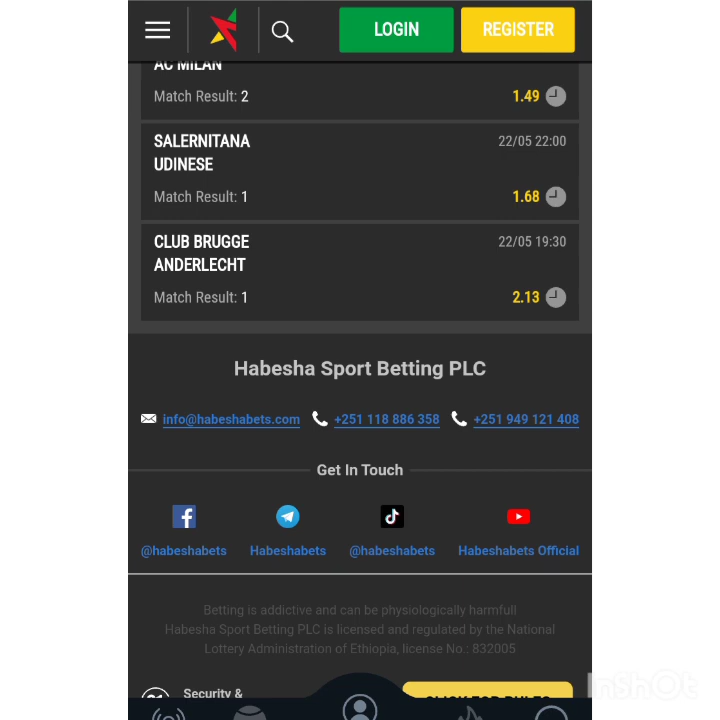 LOGIN
REGISTER
AC MILAN
Match Result: 2
1.49
SALERNITANA
22/05 22:00
UDINESE
Match Result: 1
1.68
CLUB BRUGGE
22/05 19:30
ANDERLECHT
Match Result: 1
2.13
Habesha Sport Betting PLC
info@habeshabets.com +251 118 886 358 +251 949 121 408
Get In Touch
@habeshabets Habeshabets @habeshabets Habeshabets Official
Betting is addictive and can be physiologically harmfull
Habesha Sport Betting PLC is licensed and regulated by the National
Lottery Administration of Ethiopia, license No.: 832005
Security &
CLICK FOR RULES
InShOt